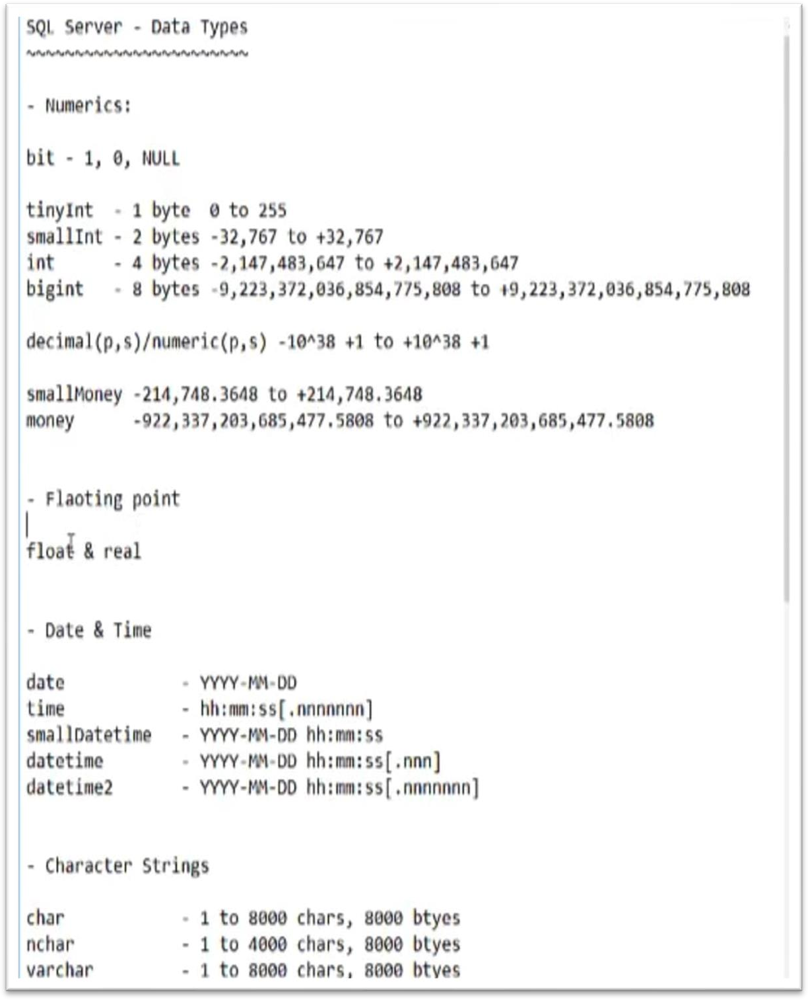 SQL Server - Data Types
~~~~~~~~~~~~~~~~~~~~~~~
- Numerics:
bit - 1, 0, NULL
tinyInt - 1 byte 0 to 255
smallInt - 2 bytes -32,767 to +32,767
int - 4 bytes -2,147,483,647 to +2,147,483,647
bigint - 8 bytes -9,223,372,036,854,775,808 to +9,223,372,036,854,775,808
decimal(p,s)/numeric(p,s) -10^38 +1 to +10^38 +1
smallMoney -214,748.3648 to +214,748.3648
money -922,337,203,685,477.5808 to +922,337,203,685,477.5808
- Flaoting point
float & real
- Date & Time
date - YYYY-MM-DD
time - hh:mm:ss[.nnnnnnn]
smallDatetime - YYYY-MM-DD hh:mm:ss
datetime - YYYY-MM-DD hh:mm:ss[.nnn]
datetime2 - YYYY-MM-DD hh:mm:ss[.nnnnnnn]
- Character Strings
char - 1 to 8000 chars, 8000 btyes
nchar - 1 to 4000 chars, 8000 btyes
varchar - 1 to 8000 chars, 8000 btyes